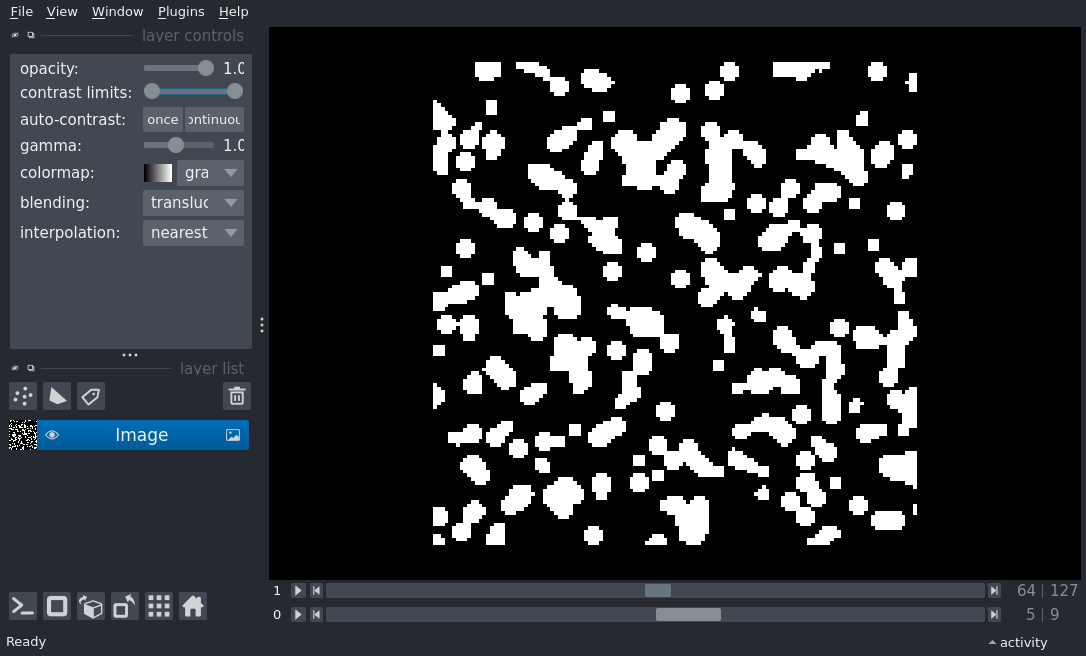 File View Window Plugins Help
layer controls
opacity: 1.0
contrast limits:
auto-contrast: once ontinuou
gamma: 1.0
colormap: gra
blending: transluc
interpolation: nearest
layer list
Image
1 64 | 127
0 5 | 9
Ready activity